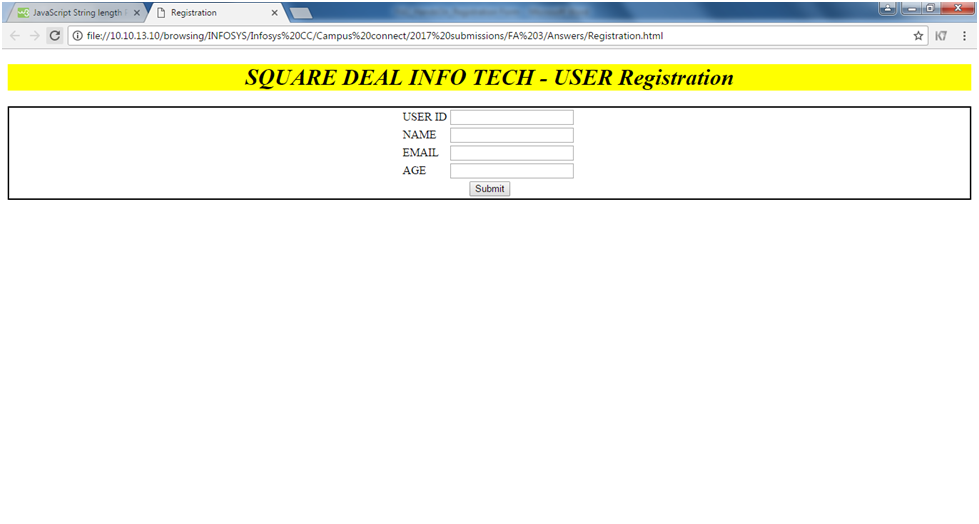 JavaScript String length
Registration
file://10.10.13.10/browsing/INFOSYS/Infosys%20CC/Campus%20connect/2017%20submissions/FA%203/Answers/Registration.html
K7
SQUARE DEAL INFO TECH - USER Registration
USER ID
NAME
EMAIL
AGE
Submit